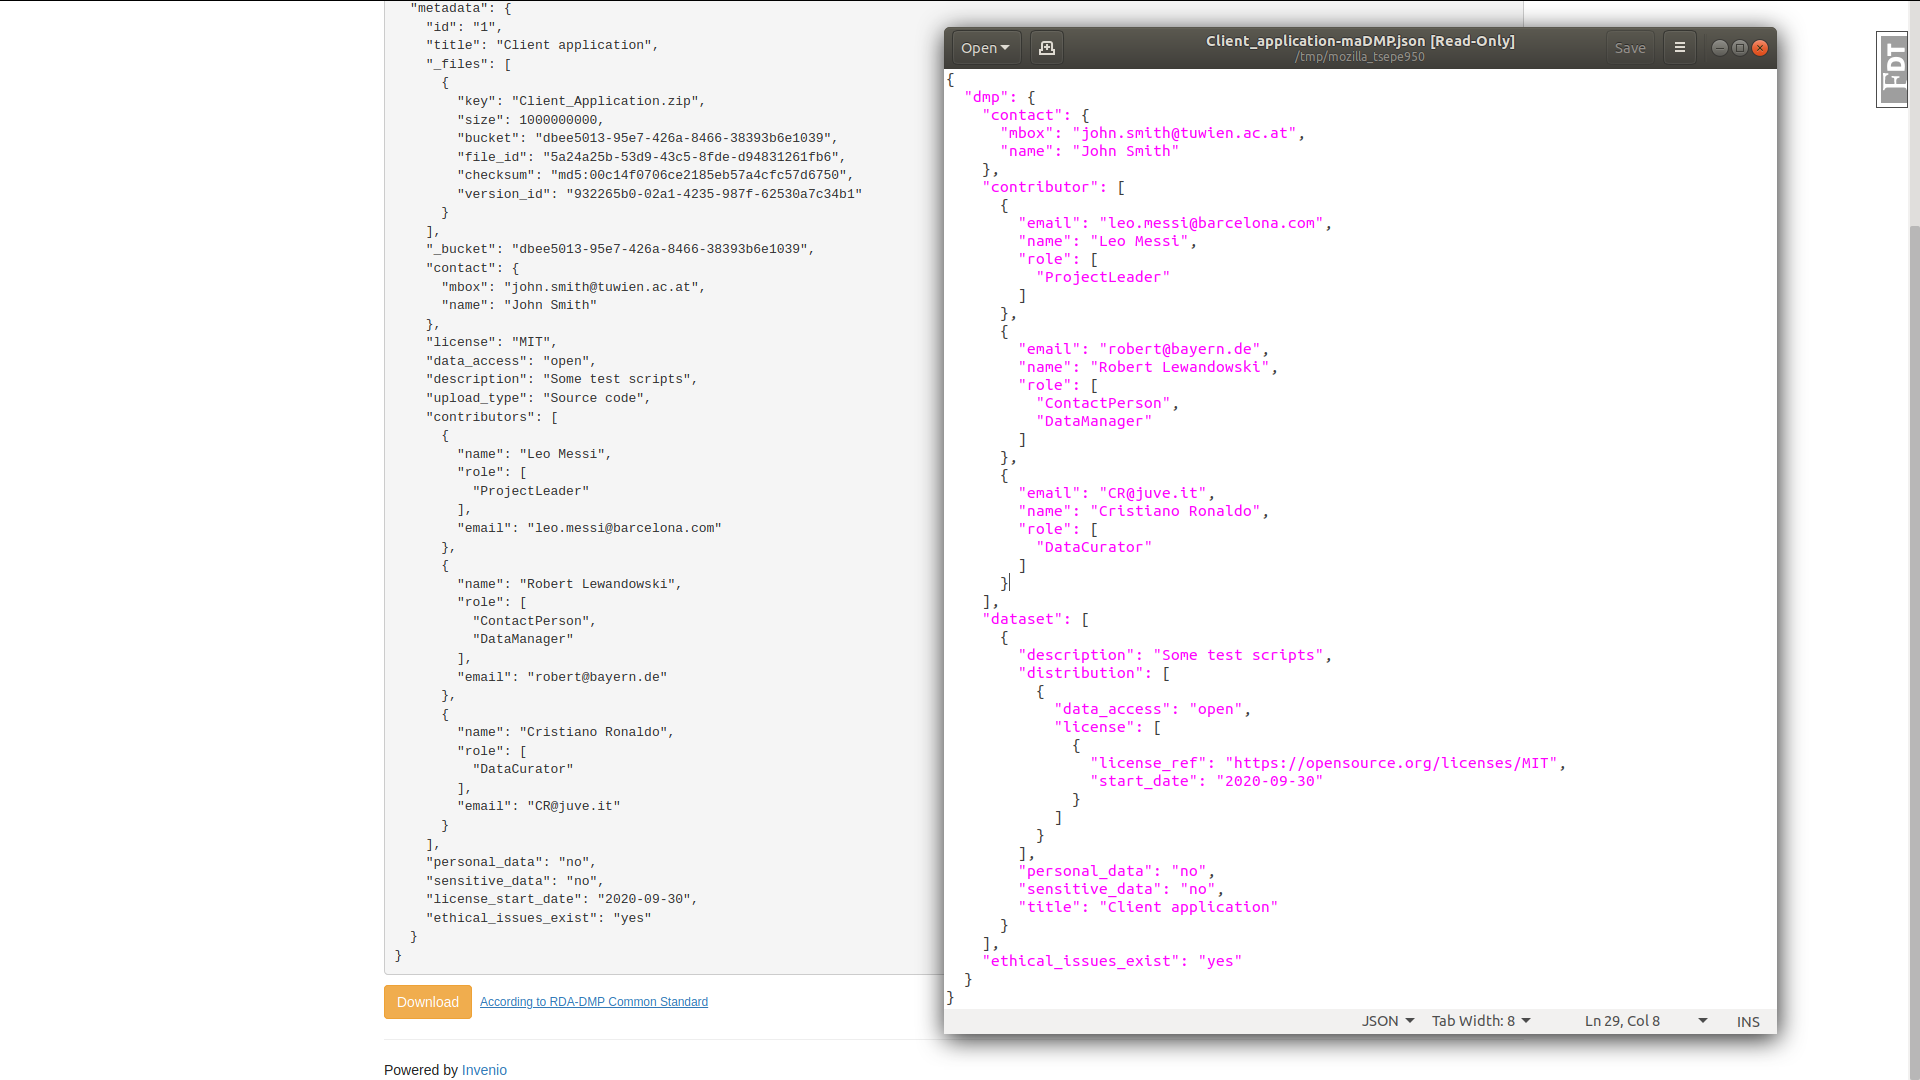 "metadata": {
"id": "1",
"title": "Client application",
"_files": [
{
"key": "Client_Application.zip",
"size": 1000000000,
"bucket": "dbee5013-95e7-426a-8466-38393b6e1039",
"file_id": "5a24a25b-53d9-43c5-8fde-d94831261fb6",
"checksum": "md5:00c14f0706ce2185eb57a4cfc57d6750",
"version_id": "932265b0-02a1-4235-987f-62530a7c34b1"
}
],
"_bucket": "dbee5013-95e7-426a-8466-38393b6e1039",
"contact": {
"mbox": "john.smith@tuwien.ac.at",
"name": "John Smith"
},
"license": "MIT",
"data_access": "open",
"description": "Some test scripts",
"upload_type": "Source code",
"contributors": [
{
"name": "Leo Messi",
"role": [
"ProjectLeader"
],
"email": "leo.messi@barcelona.com"
},
{
"name": "Robert Lewandowski",
"role": [
"ContactPerson",
"DataManager"
],
"email": "robert@bayern.de"
},
{
"name": "Cristiano Ronaldo",
"role": [
"DataCurator"
],
"email": "CR@juve.it"
}
],
"personal_data": "no",
"sensitive_data": "no",
"license_start_date": "2020-09-30",
"ethical_issues_exist": "yes"
}
}
Download According to RDA-DMP Common Standard
Powered by Invenio
Open Client_application-maDMP.json [Read-Only] Save
/tmp/mozilla_tsepe950
{
"dmp": {
"contact": {
"mbox": "john.smith@tuwien.ac.at",
"name": "John Smith"
},
"contributor": [
{
"email": "leo.messi@barcelona.com",
"name": "Leo Messi",
"role": [
"ProjectLeader"
]
},
{
"email": "robert@bayern.de",
"name": "Robert Lewandowski",
"role": [
"ContactPerson",
"DataManager"
]
},
{
"email": "CR@juve.it",
"name": "Cristiano Ronaldo",
"role": [
"DataCurator"
]
}
],
"dataset": [
{
"description": "Some test scripts",
"distribution": [
{
"data_access": "open",
"license": [
{
"license_ref": "https://opensource.org/licenses/MIT",
"start_date": "2020-09-30"
}
]
}
],
"personal_data": "no",
"sensitive_data": "no",
"title": "Client application"
}
],
"ethical_issues_exist": "yes"
}
}
JSON Tab Width: 8 Ln 29, Col 8 INS
FDT